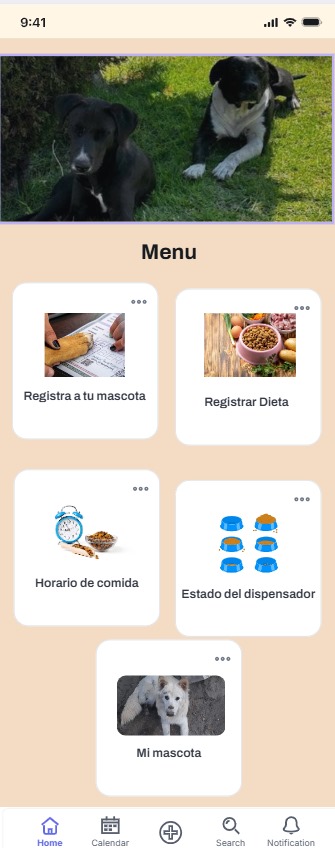 9:41
Menu
Registra a tu mascota
Registrar Dieta
Horario de comida
Estado del dispensador
Mi mascota
Home
Calendar
Search
Notification